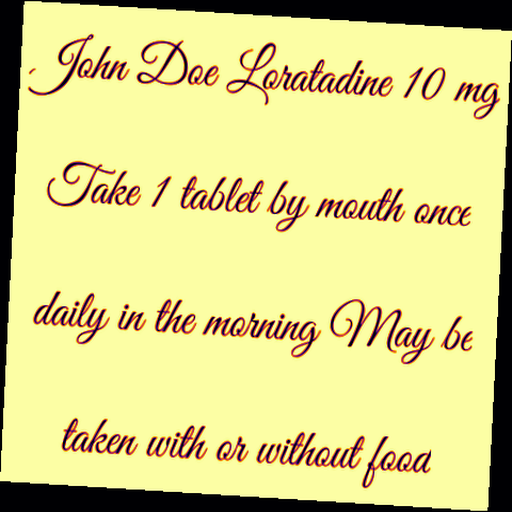 John Doe Loratadine 10 mg
Take 1 tablet by mouth once
daily in the morning May be
taken with or without food